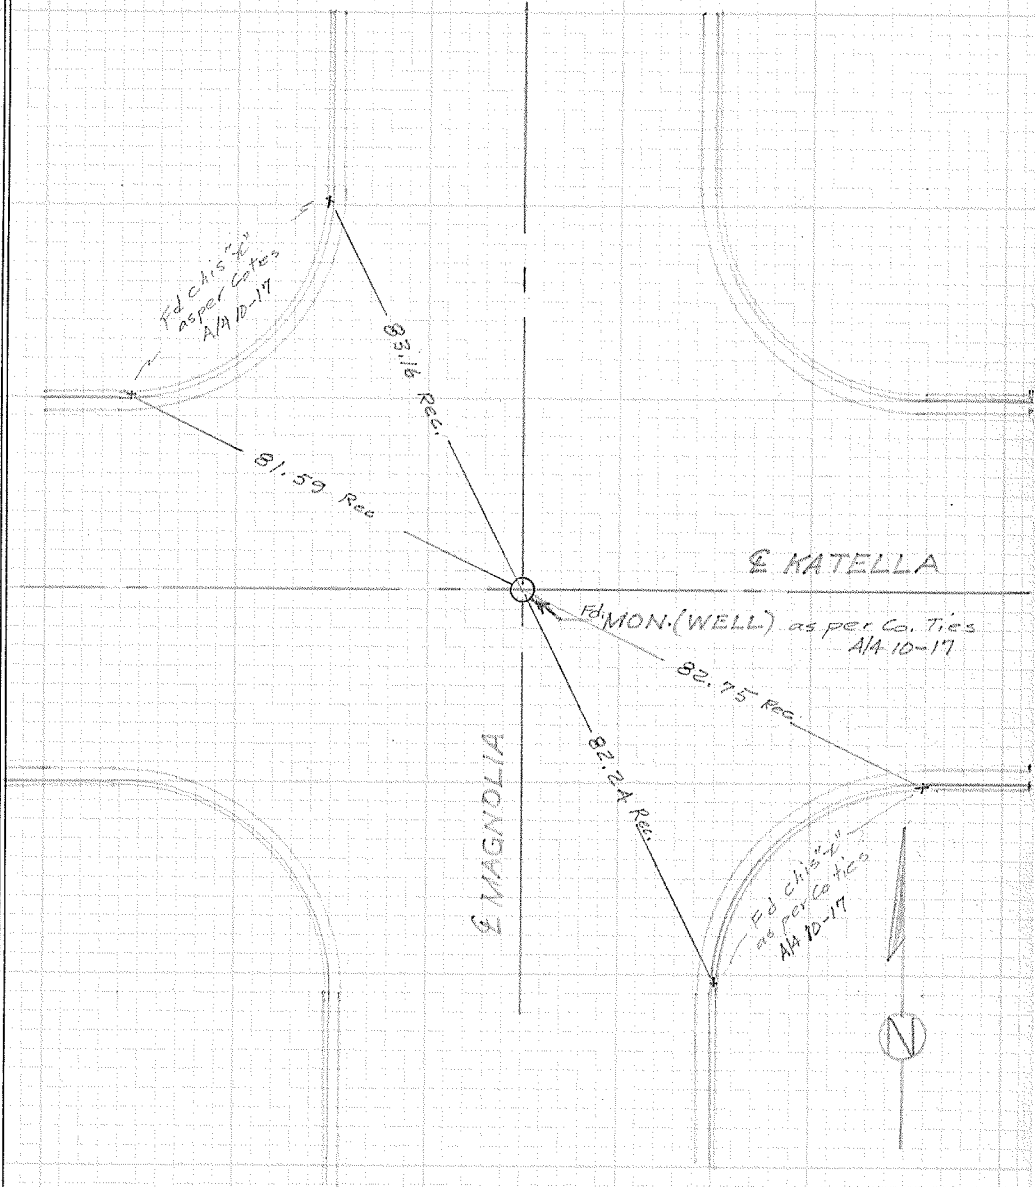 Fd chis "x"
as per Co ties
A/4 10-17
83.16 Rec.
81.59 Rec
℄ KATELLA
Fd. MON. (WELL) as per Co. Ties
A/4 10-17
82.75 Rec.
82.24 Rec.
℄ MAGNOLIA
Fd chis "x"
as per Co ties
A/4 10-17
N